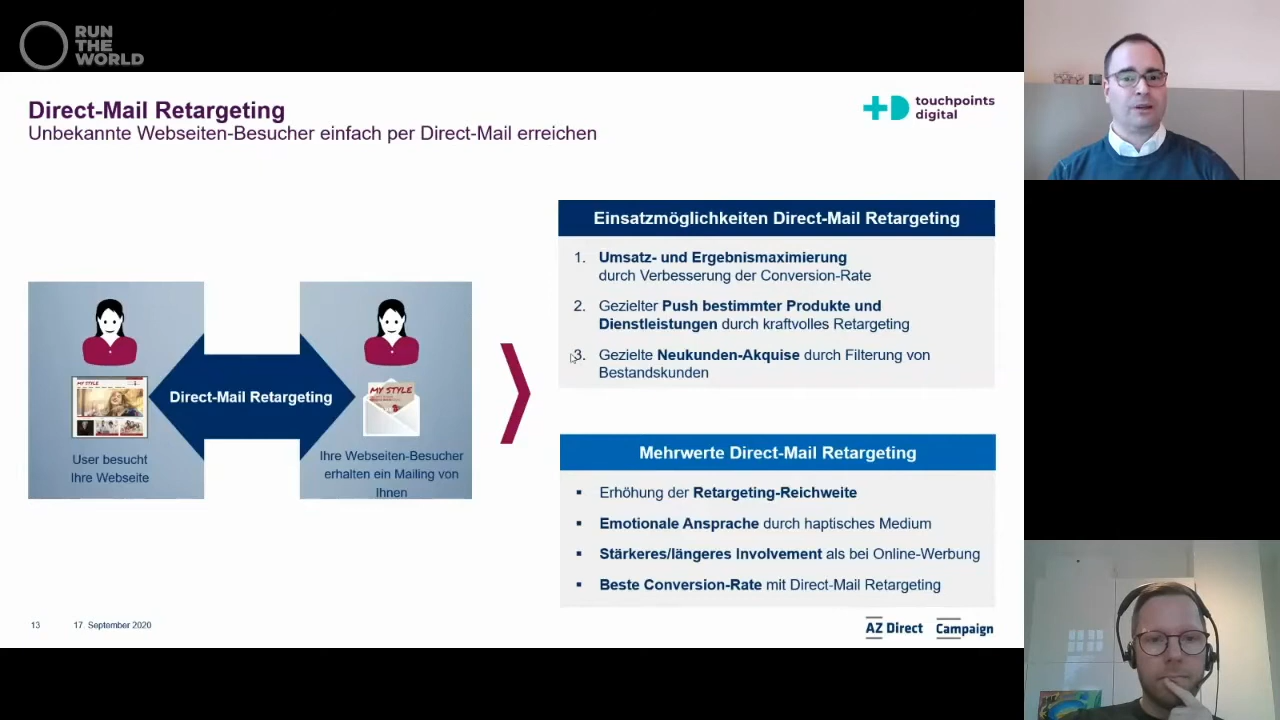 RUN
THE
WORLD
Direct-Mail Retargeting
Unbekannte Webseiten-Besucher einfach per Direct-Mail erreichen
touchpoints
digital
Direct-Mail Retargeting
MY STYLE
User besucht
Ihre Webseite
MY STYLE
Ihre Webseiten-Besucher
erhalten ein Mailing von
Ihnen
Einsatzmöglichkeiten Direct-Mail Retargeting
1. Umsatz- und Ergebnismaximierung
durch Verbesserung der Conversion-Rate
2. Gezielter Push bestimmter Produkte und
Dienstleistungen durch kraftvolles Retargeting
3. Gezielte Neukunden-Akquise durch Filterung von
Bestandskunden
Mehrwerte Direct-Mail Retargeting
▪ Erhöhung der Retargeting-Reichweite
▪ Emotionale Ansprache durch haptisches Medium
▪ Stärkeres/längeres Involvement als bei Online-Werbung
▪ Beste Conversion-Rate mit Direct-Mail Retargeting
13 17. September 2020
AZ Direct Campaign